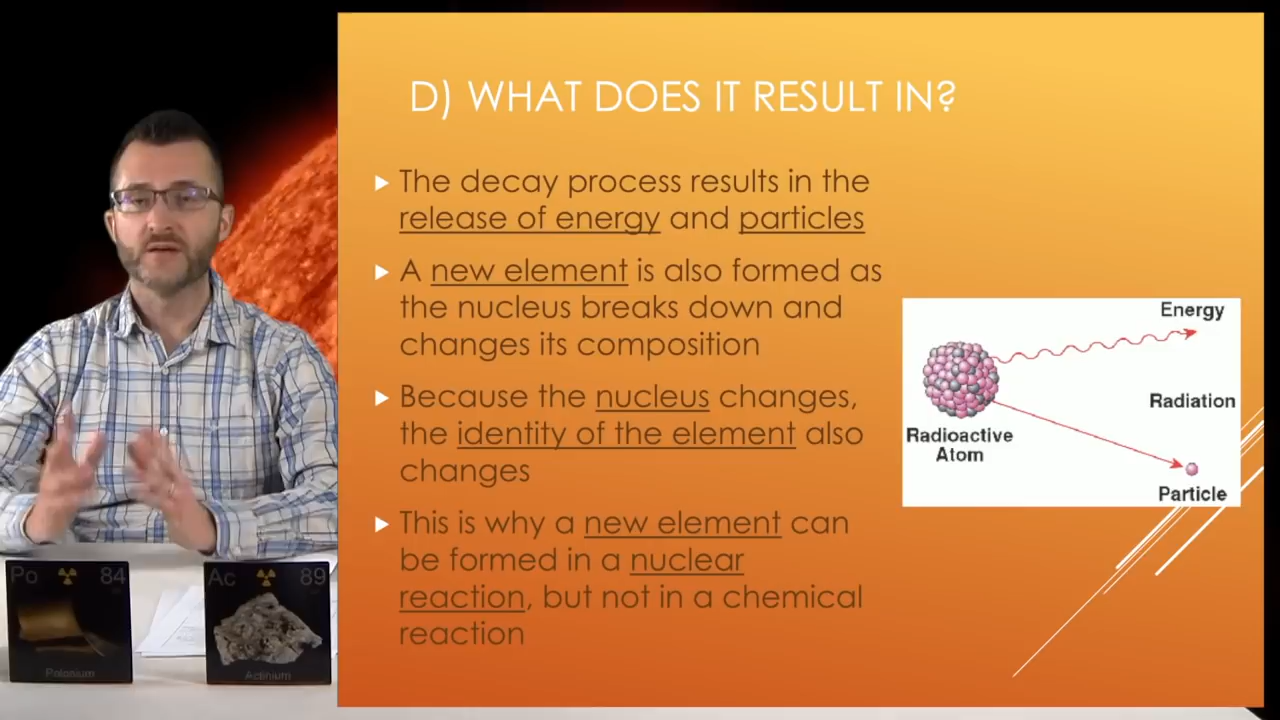 D) WHAT DOES IT RESULT IN?
The decay process results in the
release of energy and particles
A new element is also formed as
the nucleus breaks down and
changes its composition
Because the nucleus changes,
the identity of the element also
changes
This is why a new element can
be formed in a nuclear
reaction, but not in a chemical
reaction
Energy
Radiation
Radioactive
Atom
Particle
Po 84
Polonium
Ac 89
Actinium